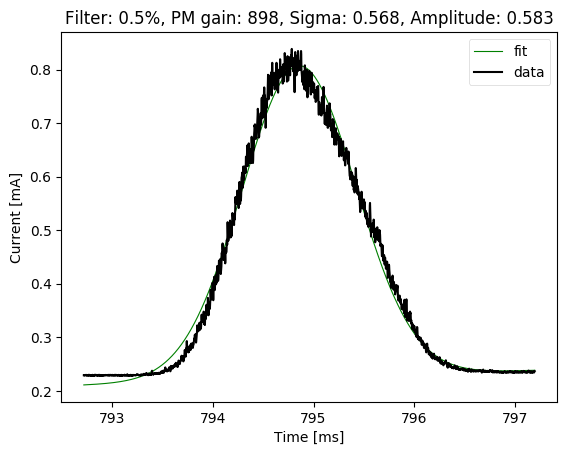 Filter: 0.5%, PM gain: 898, Sigma: 0.568, Amplitude: 0.583
fit
data
0.8
0.7
0.6
0.5
0.4
0.3
0.2
Current [mA]
793 794 795 796 797
Time [ms]